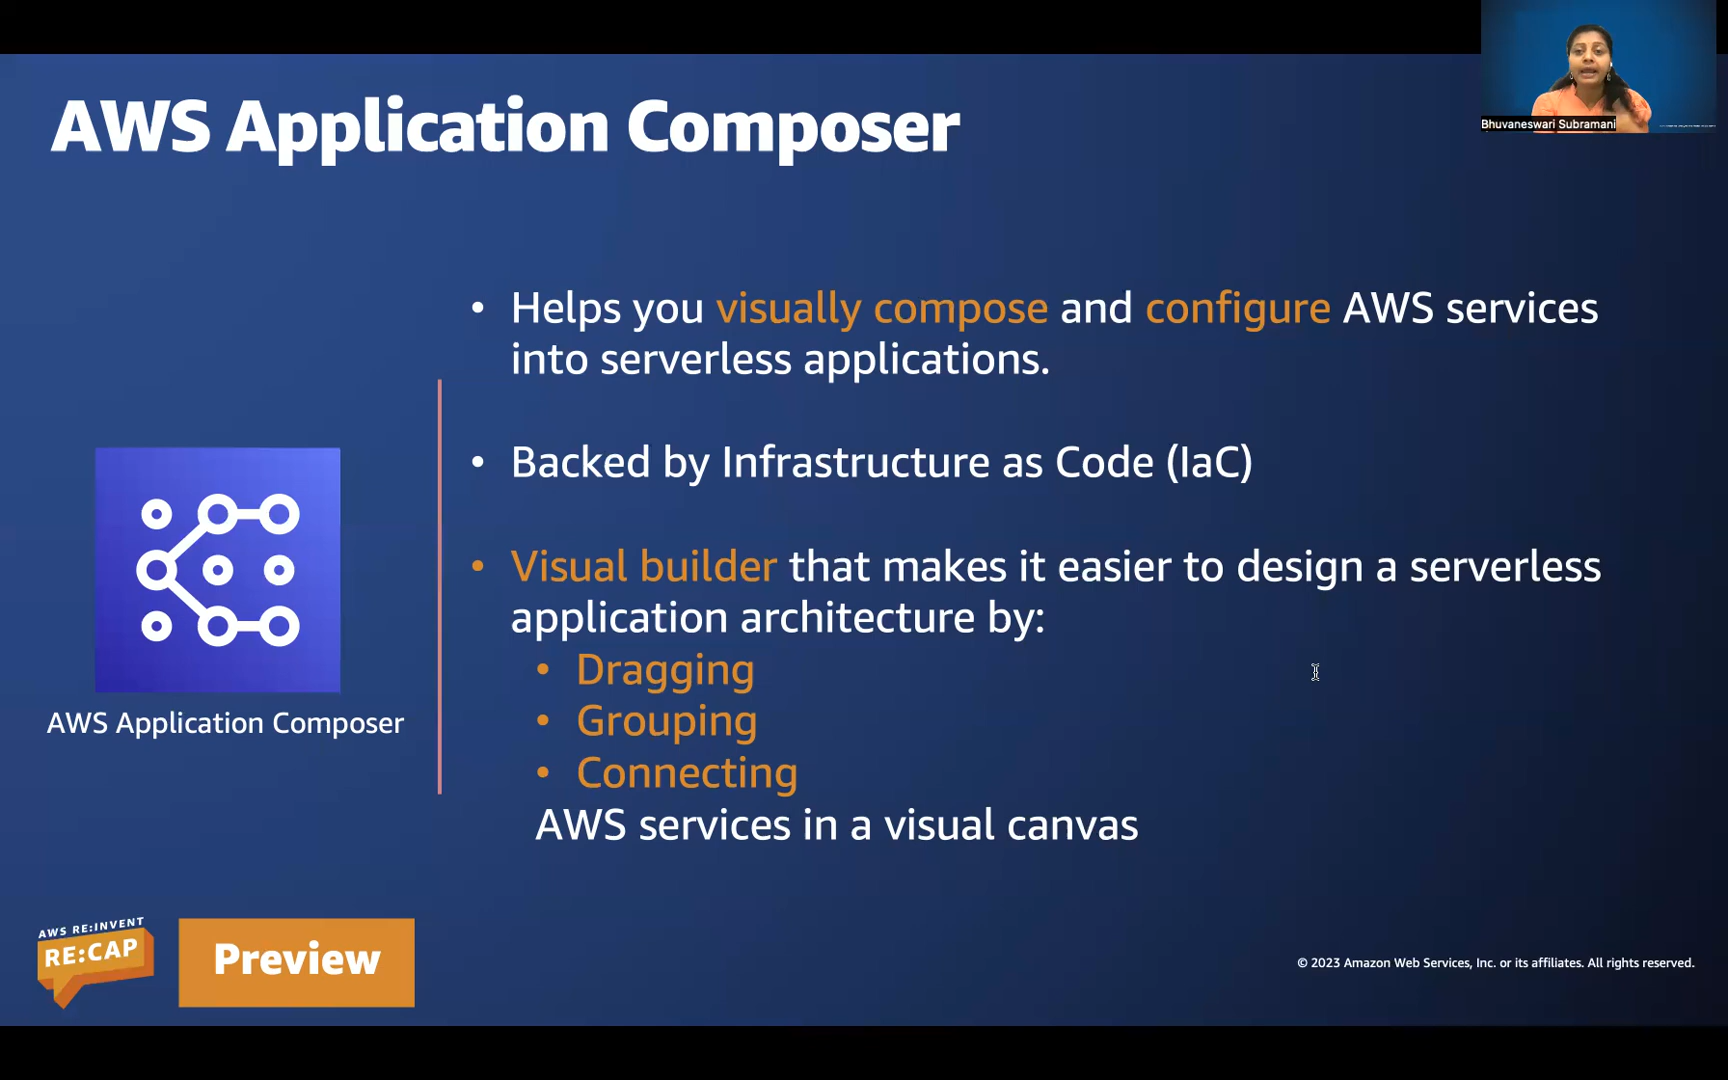 AWS Application Composer
Bhuvaneswari Subramani
• Helps you visually compose and configure AWS services
into serverless applications.
• Backed by Infrastructure as Code (IaC)
• Visual builder that makes it easier to design a serverless
application architecture by:
• Dragging
• Grouping
• Connecting
AWS services in a visual canvas
AWS Application Composer
AWS RE:INVENT
RE:CAP
Preview
© 2023 Amazon Web Services, Inc. or its affiliates. All rights reserved.